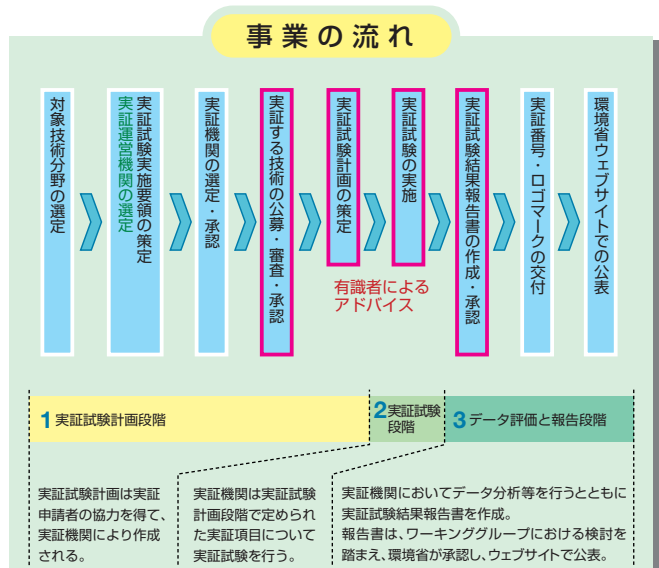 事業の流れ
対象技術分野の選定
実証試験実施要領の策定
実証運営機関の選定
実証機関の選定・承認
実証する技術の公募・審査・承認
実証試験計画の策定
実証試験の実施
実証試験結果報告書の作成・承認
実証番号・ロゴマークの交付
環境省ウェブサイトでの公表
有識者による
アドバイス
1 実証試験計画段階
2 実証試験
段階
3 データ評価と報告段階
実証試験計画は実証
申請者の協力を得て、
実証機関により作成
される。
実証機関は実証試験
計画段階で定められ
た実証項目について
実証試験を行う。
実証機関においてデータ分析等を行うとともに
実証試験結果報告書を作成。
報告書は、ワーキンググループにおける検討を
踏まえ、環境省が承認し、ウェブサイトで公表。